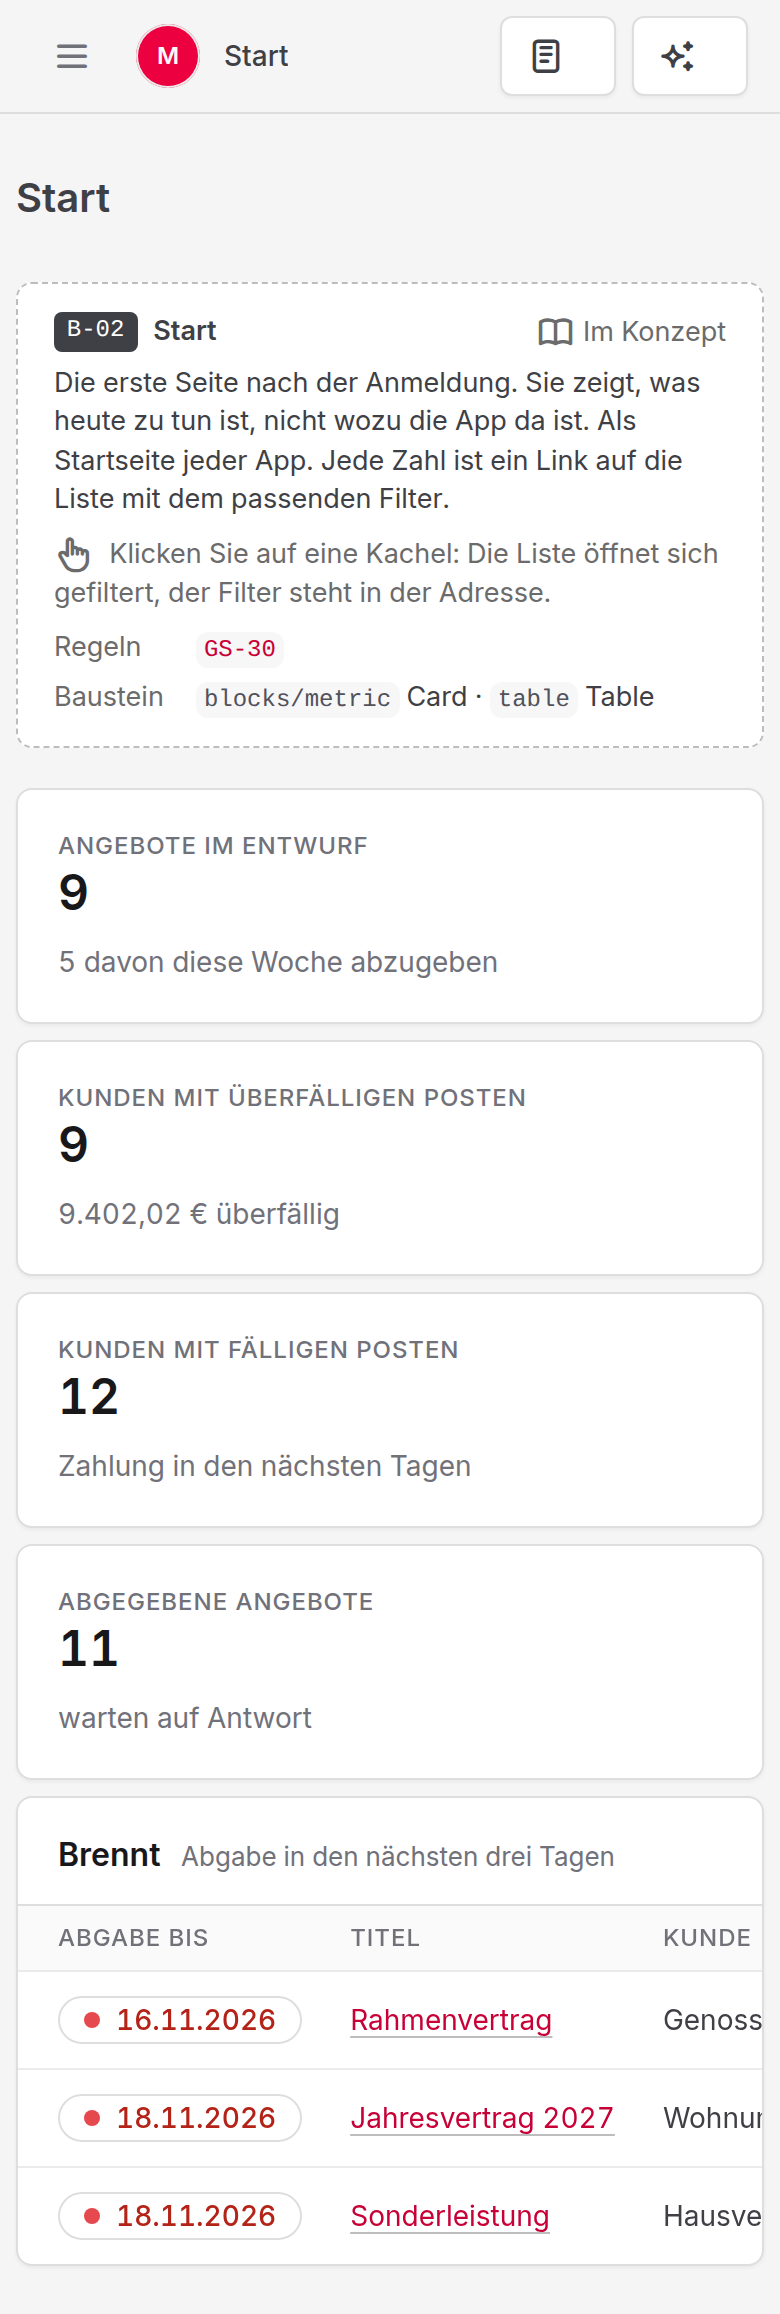 M Start
Start
B-02 Start Im Konzept
Die erste Seite nach der Anmeldung. Sie zeigt, was
heute zu tun ist, nicht wozu die App da ist. Als
Startseite jeder App. Jede Zahl ist ein Link auf die
Liste mit dem passenden Filter.
Klicken Sie auf eine Kachel: Die Liste öffnet sich
gefiltert, der Filter steht in der Adresse.
Regeln GS-30
Baustein blocks/metric Card · table Table
ANGEBOTE IM ENTWURF
9
5 davon diese Woche abzugeben
KUNDEN MIT ÜBERFÄLLIGEN POSTEN
9
9.402,02 € überfällig
KUNDEN MIT FÄLLIGEN POSTEN
12
Zahlung in den nächsten Tagen
ABGEGEBENE ANGEBOTE
11
warten auf Antwort
Brennt Abgabe in den nächsten drei Tagen
ABGABE BIS TITEL KUNDE
16.11.2026 Rahmenvertrag Genoss
18.11.2026 Jahresvertrag 2027 Wohnun
18.11.2026 Sonderleistung Hausve